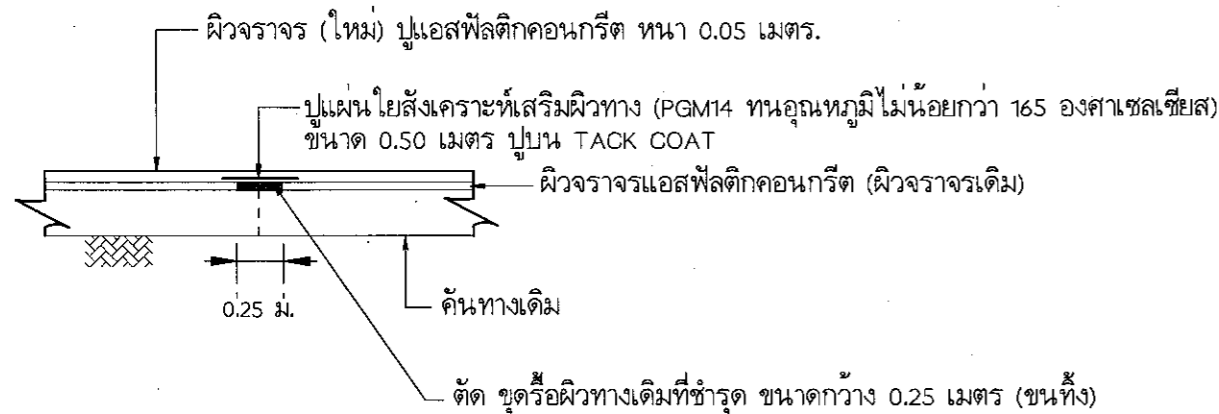 ผิวจราจร (ใหม่) ปูแอสฟัลติกคอนกรีต หนา 0.05 เมตร.
ปูแผ่นใยสังเคราะห์เสริมผิวทาง (PGM14 ทนอุณหภูมิไม่น้อยกว่า 165 องศาเซลเซียส)
ขนาด 0.50 เมตร ปูบน TACK COAT
ผิวจราจรแอสฟัลติกคอนกรีต (ผิวจราจรเดิม)
0.25 ม.
คันทางเดิม
ตัด ขุดรื้อผิวทางเดิมที่ชำรุด ขนาดกว้าง 0.25 เมตร (ขนทิ้ง)